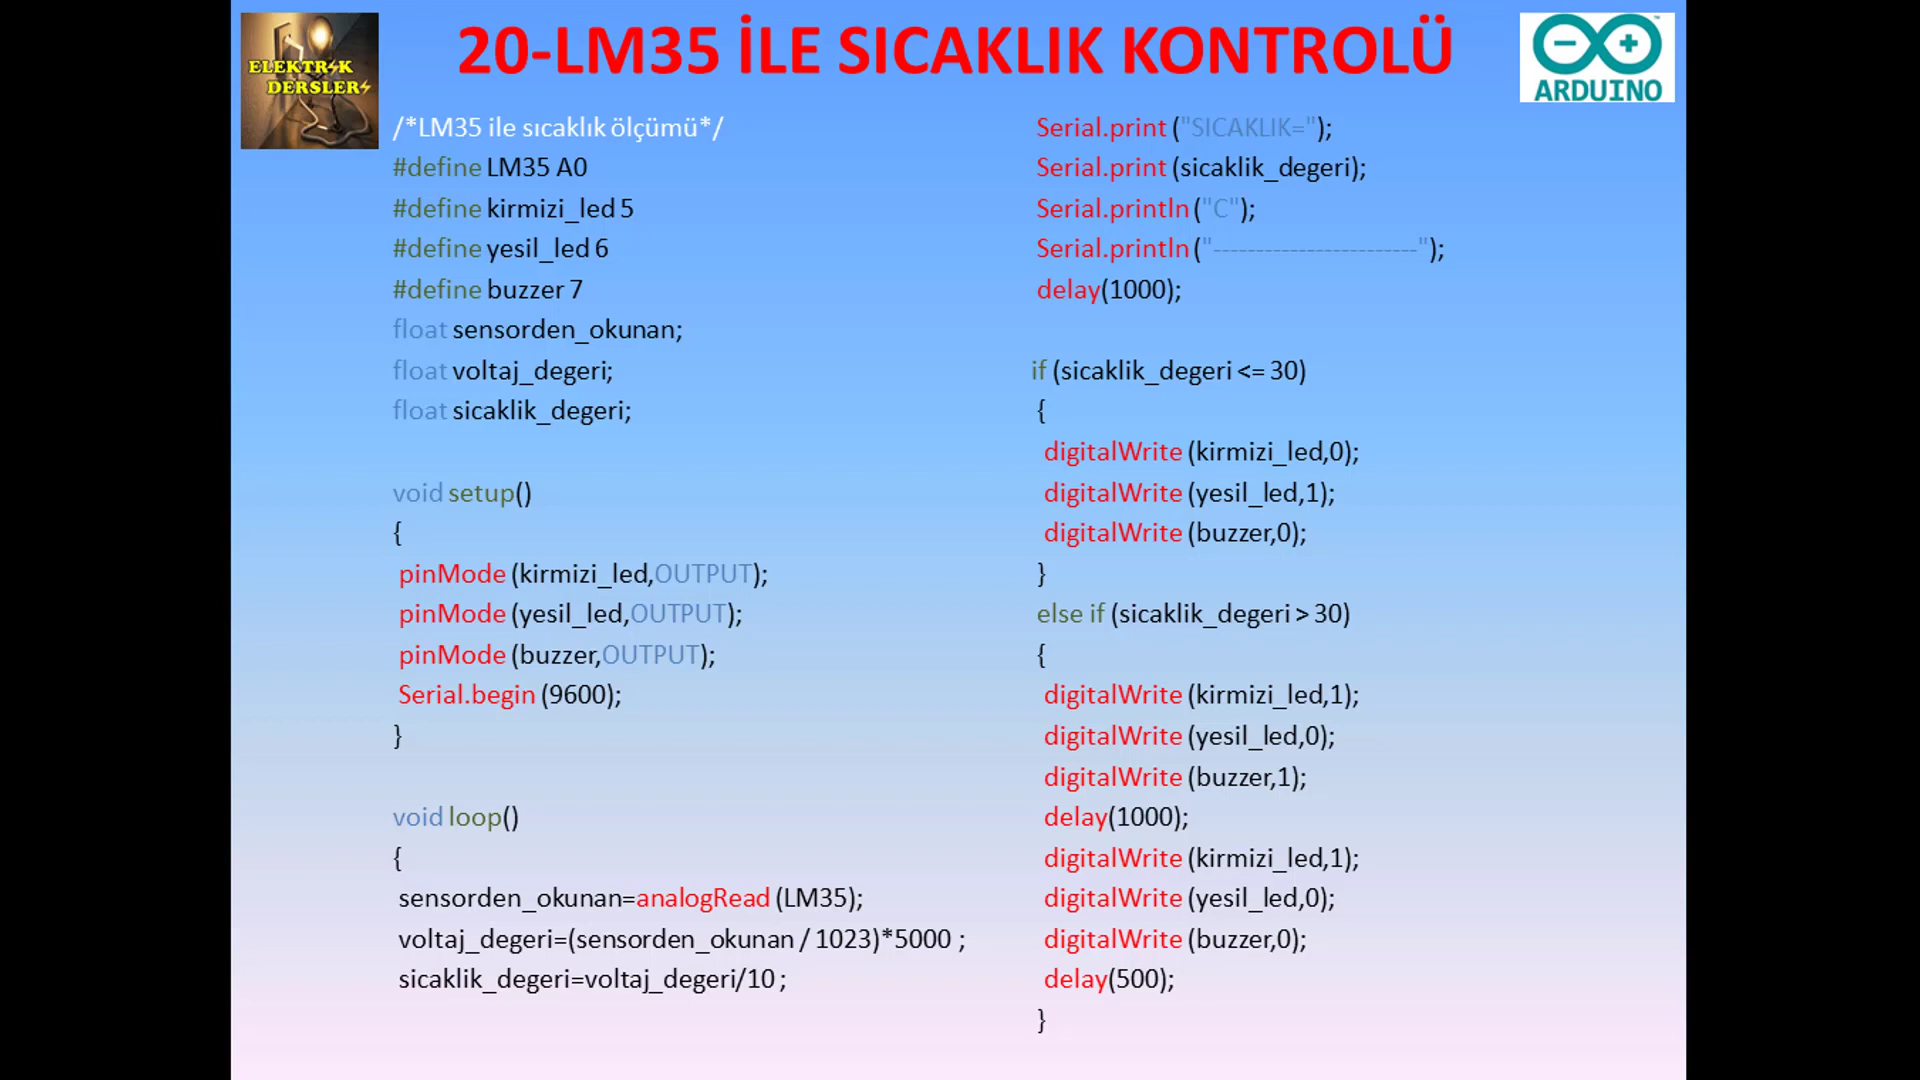 20-LM35 İLE SICAKLIK KONTROLÜ
ELEKTRİK
DERSLERİ
ARDUINO
/*LM35 ile sıcaklık ölçümü*/
#define LM35 A0
#define kirmizi_led 5
#define yesil_led 6
#define buzzer 7
float sensorden_okunan;
float voltaj_degeri;
float sicaklik_degeri;
void setup()
{
pinMode (kirmizi_led,OUTPUT);
pinMode (yesil_led,OUTPUT);
pinMode (buzzer,OUTPUT);
Serial.begin (9600);
}
void loop()
{
sensorden_okunan=analogRead (LM35);
voltaj_degeri=(sensorden_okunan / 1023)*5000 ;
sicaklik_degeri=voltaj_degeri/10 ;
Serial.print ("SICAKLIK=");
Serial.print (sicaklik_degeri);
Serial.println ("C");
Serial.println ("-----------------------");
delay(1000);
if (sicaklik_degeri <= 30)
{
digitalWrite (kirmizi_led,0);
digitalWrite (yesil_led,1);
digitalWrite (buzzer,0);
}
else if (sicaklik_degeri > 30)
{
digitalWrite (kirmizi_led,1);
digitalWrite (yesil_led,0);
digitalWrite (buzzer,1);
delay(1000);
digitalWrite (kirmizi_led,1);
digitalWrite (yesil_led,0);
digitalWrite (buzzer,0);
delay(500);
}